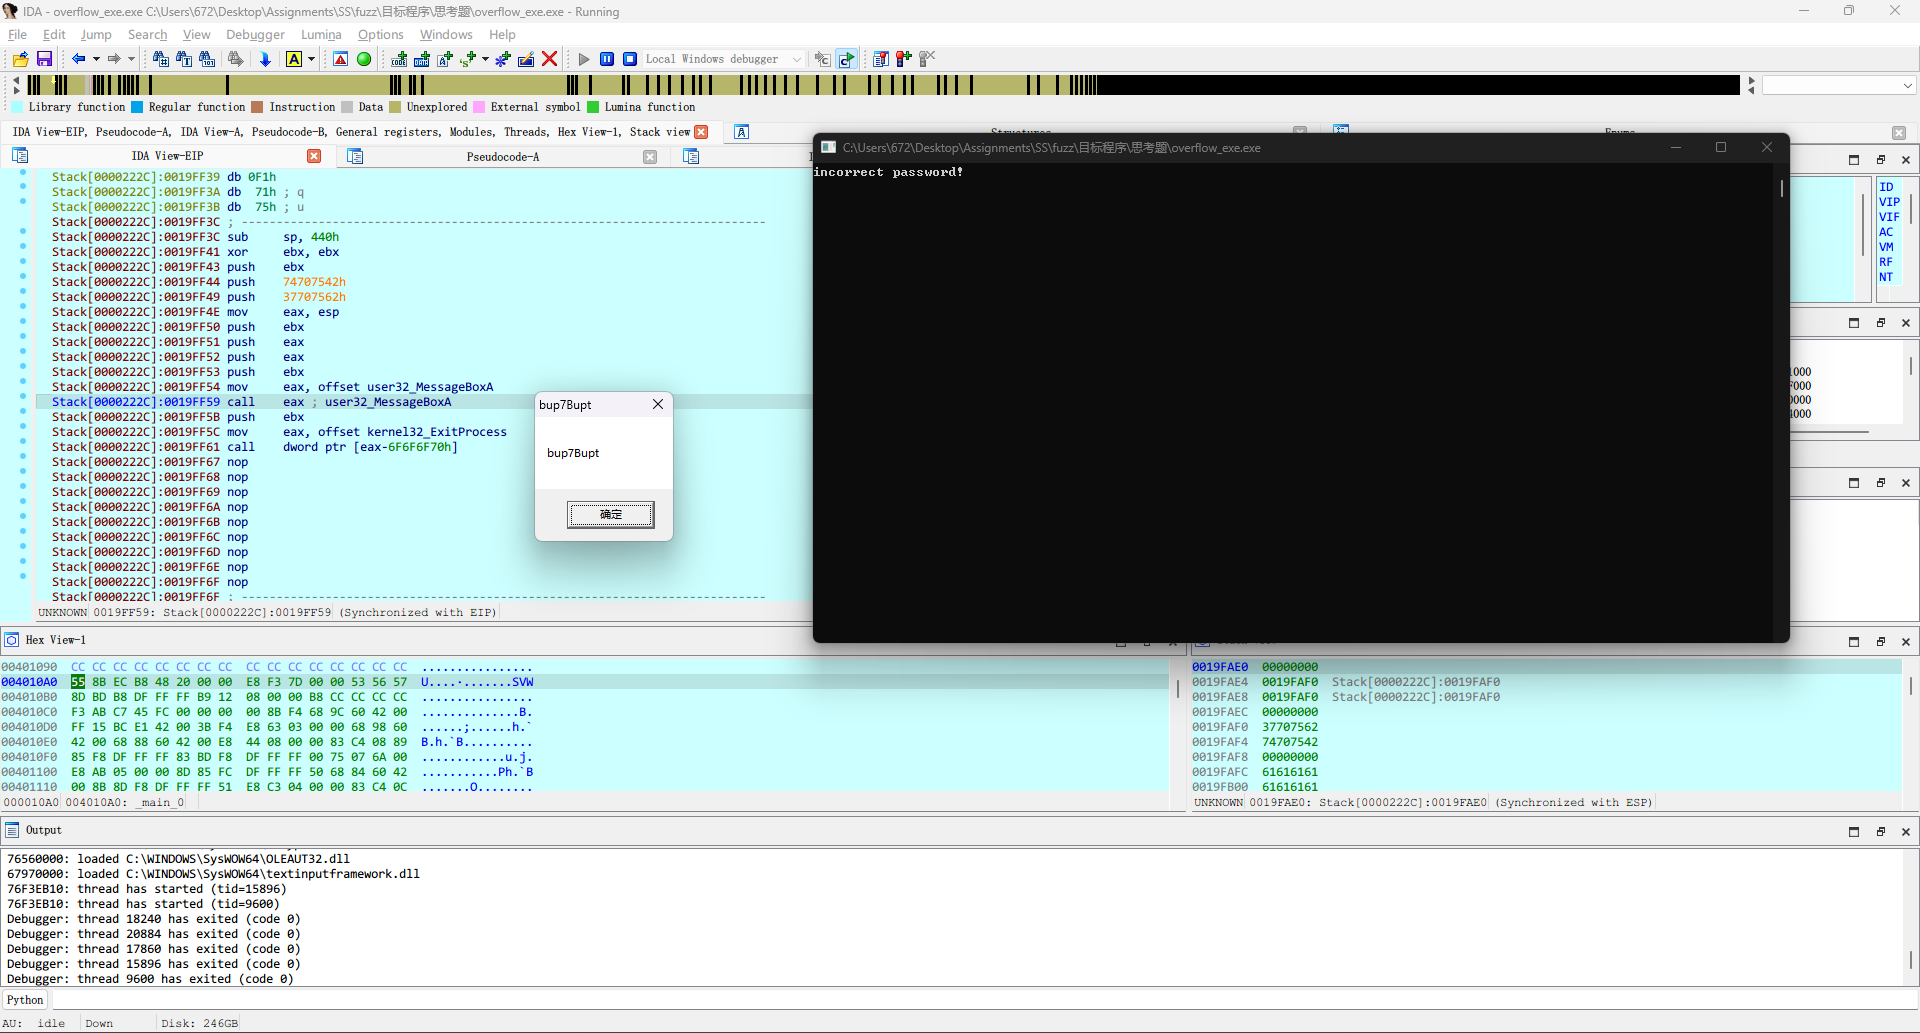 IDA - overflow_exe.exe C:\Users\672\Desktop\Assignments\SS\fuzz\目标程序\思考题\overflow_exe.exe - Running
File Edit Jump Search View Debugger Lumina Options Windows Help
Local Windows debugger
Library function Regular function Instruction Data Unexplored External symbol Lumina function
IDA View-EIP, Pseudocode-A, IDA View-A, Pseudocode-B, General registers, Modules, Threads, Hex View-1, Stack view
IDA View-EIP Pseudocode-A
C:\Users\672\Desktop\Assignments\SS\fuzz\目标程序\思考题\overflow_exe.exe
incorrect password!
Stack[0000222C]:0019FF39 db 0F1h
Stack[0000222C]:0019FF3A db 71h ; q
Stack[0000222C]:0019FF3B db 75h ; u
Stack[0000222C]:0019FF3C ; ---------------------------------------------------------------------------
Stack[0000222C]:0019FF3C sub sp, 440h
Stack[0000222C]:0019FF41 xor ebx, ebx
Stack[0000222C]:0019FF43 push ebx
Stack[0000222C]:0019FF44 push 74707542h
Stack[0000222C]:0019FF49 push 37707562h
Stack[0000222C]:0019FF4E mov eax, esp
Stack[0000222C]:0019FF50 push ebx
Stack[0000222C]:0019FF51 push eax
Stack[0000222C]:0019FF52 push eax
Stack[0000222C]:0019FF53 push ebx
Stack[0000222C]:0019FF54 mov eax, offset user32_MessageBoxA
Stack[0000222C]:0019FF59 call eax ; user32_MessageBoxA
Stack[0000222C]:0019FF5B push ebx
Stack[0000222C]:0019FF5C mov eax, offset kernel32_ExitProcess
Stack[0000222C]:0019FF61 call dword ptr [eax-6F6F6F70h]
Stack[0000222C]:0019FF67 nop
Stack[0000222C]:0019FF68 nop
Stack[0000222C]:0019FF69 nop
Stack[0000222C]:0019FF6A nop
Stack[0000222C]:0019FF6B nop
Stack[0000222C]:0019FF6C nop
Stack[0000222C]:0019FF6D nop
Stack[0000222C]:0019FF6E nop
Stack[0000222C]:0019FF6F nop
Stack[0000222C]:0019FF6F ; ---------------------------------------------------------------------------
UNKNOWN 0019FF59: Stack[0000222C]:0019FF59 (Synchronized with EIP)
bup7Bupt
bup7Bupt
确定
ID
VIP
VIF
AC
VM
RF
NT
Hex View-1
00401090 CC CC CC CC CC CC CC CC CC CC CC CC CC CC CC CC ................
004010A0 55 8B EC B8 48 20 00 00 E8 F3 7D 00 00 53 56 57 U....·.......SVW
004010B0 8D BD B8 DF FF FF B9 12 08 00 00 B8 CC CC CC CC ................
004010C0 F3 AB C7 45 FC 00 00 00 00 8B F4 68 9C 60 42 00 .............B.
004010D0 FF 15 BC E1 42 00 3B F4 E8 63 03 00 00 68 98 60 ......;......h.`
004010E0 42 00 68 88 60 42 00 E8 44 08 00 00 83 C4 08 89 B.h.`B..........
004010F0 85 F8 DF FF FF 83 BD F8 DF FF FF 00 75 07 6A 00 ............u.j.
00401100 E8 AB 05 00 00 8D 85 FC DF FF FF 50 68 84 60 42 ...........Ph.`B
00401110 00 8B 8D F8 DF FF FF 51 E8 C3 04 00 00 83 C4 0C .......Q........
000010A0 004010A0: _main_0
0019FAE0 00000000
0019FAE4 0019FAF0 Stack[0000222C]:0019FAF0
0019FAE8 0019FAF0 Stack[0000222C]:0019FAF0
0019FAEC 00000000
0019FAF0 37707562
0019FAF4 74707542
0019FAF8 00000000
0019FAFC 61616161
0019FB00 61616161
UNKNOWN 0019FAE0: Stack[0000222C]:0019FAE0 (Synchronized with ESP)
Output
76560000: loaded C:\WINDOWS\SysWOW64\OLEAUT32.dll
67970000: loaded C:\WINDOWS\SysWOW64\textinputframework.dll
76F3EB10: thread has started (tid=15896)
76F3EB10: thread has started (tid=9600)
Debugger: thread 18240 has exited (code 0)
Debugger: thread 20884 has exited (code 0)
Debugger: thread 17860 has exited (code 0)
Debugger: thread 15896 has exited (code 0)
Debugger: thread 9600 has exited (code 0)
Python
AU: idle Down Disk: 246GB